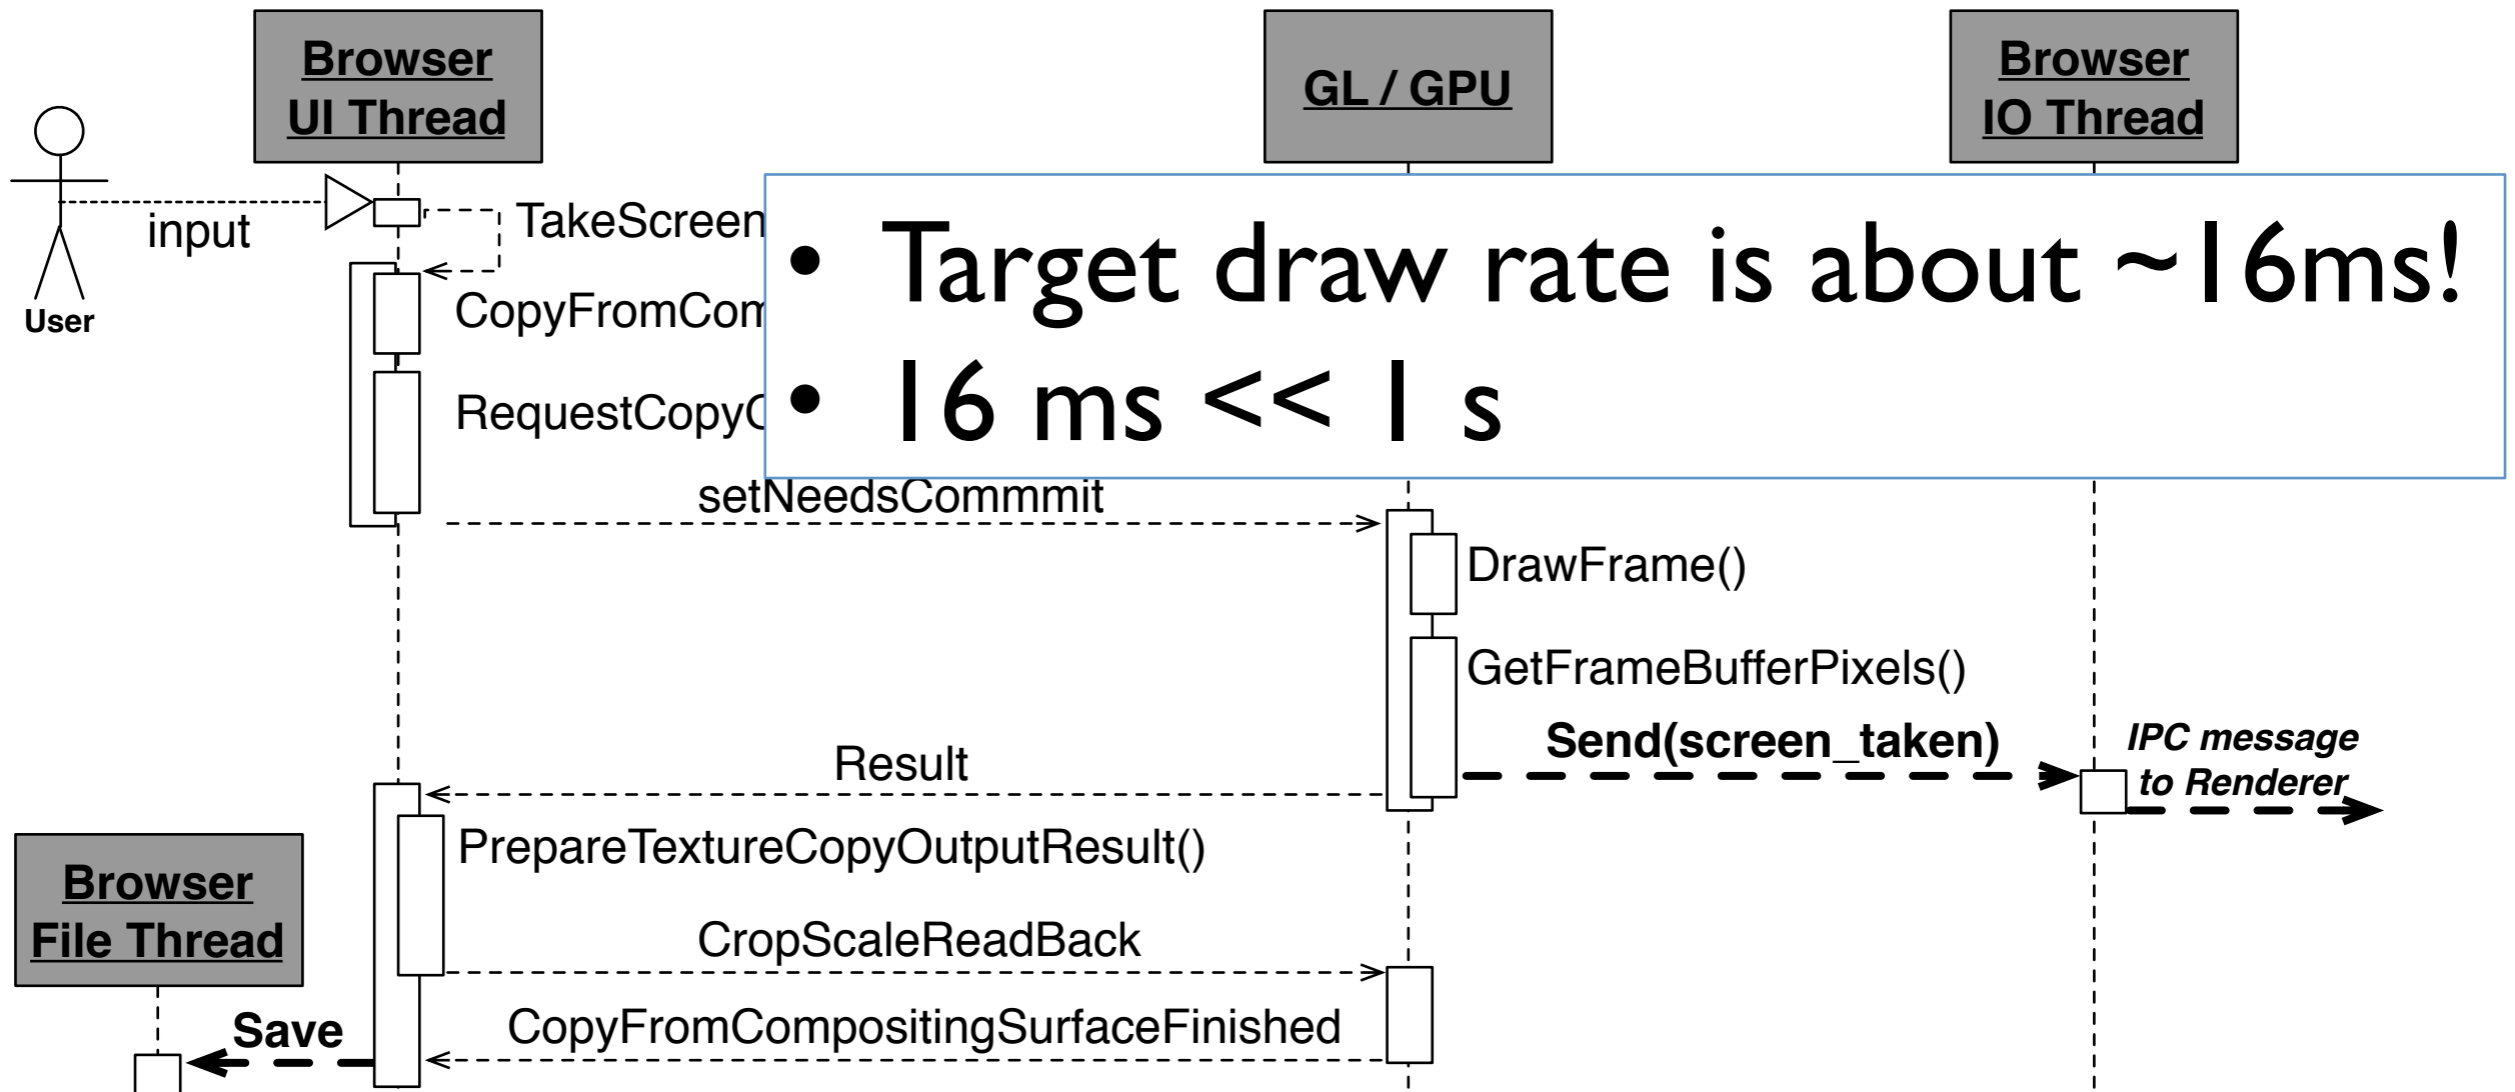 Browser
UI Thread
GL / GPU
Browser
IO Thread
input
User
TakeScreen
CopyFromCom
RequestCopy
• Target draw rate is about ~16ms!
• 16 ms << 1 s
setNeedsCommmit
DrawFrame()
GetFrameBufferPixels()
Send(screen_taken)
IPC message
to Renderer
Result
PrepareTextureCopyOutputResult()
Browser
File Thread
CropScaleReadBack
CopyFromCompositingSurfaceFinished
Save